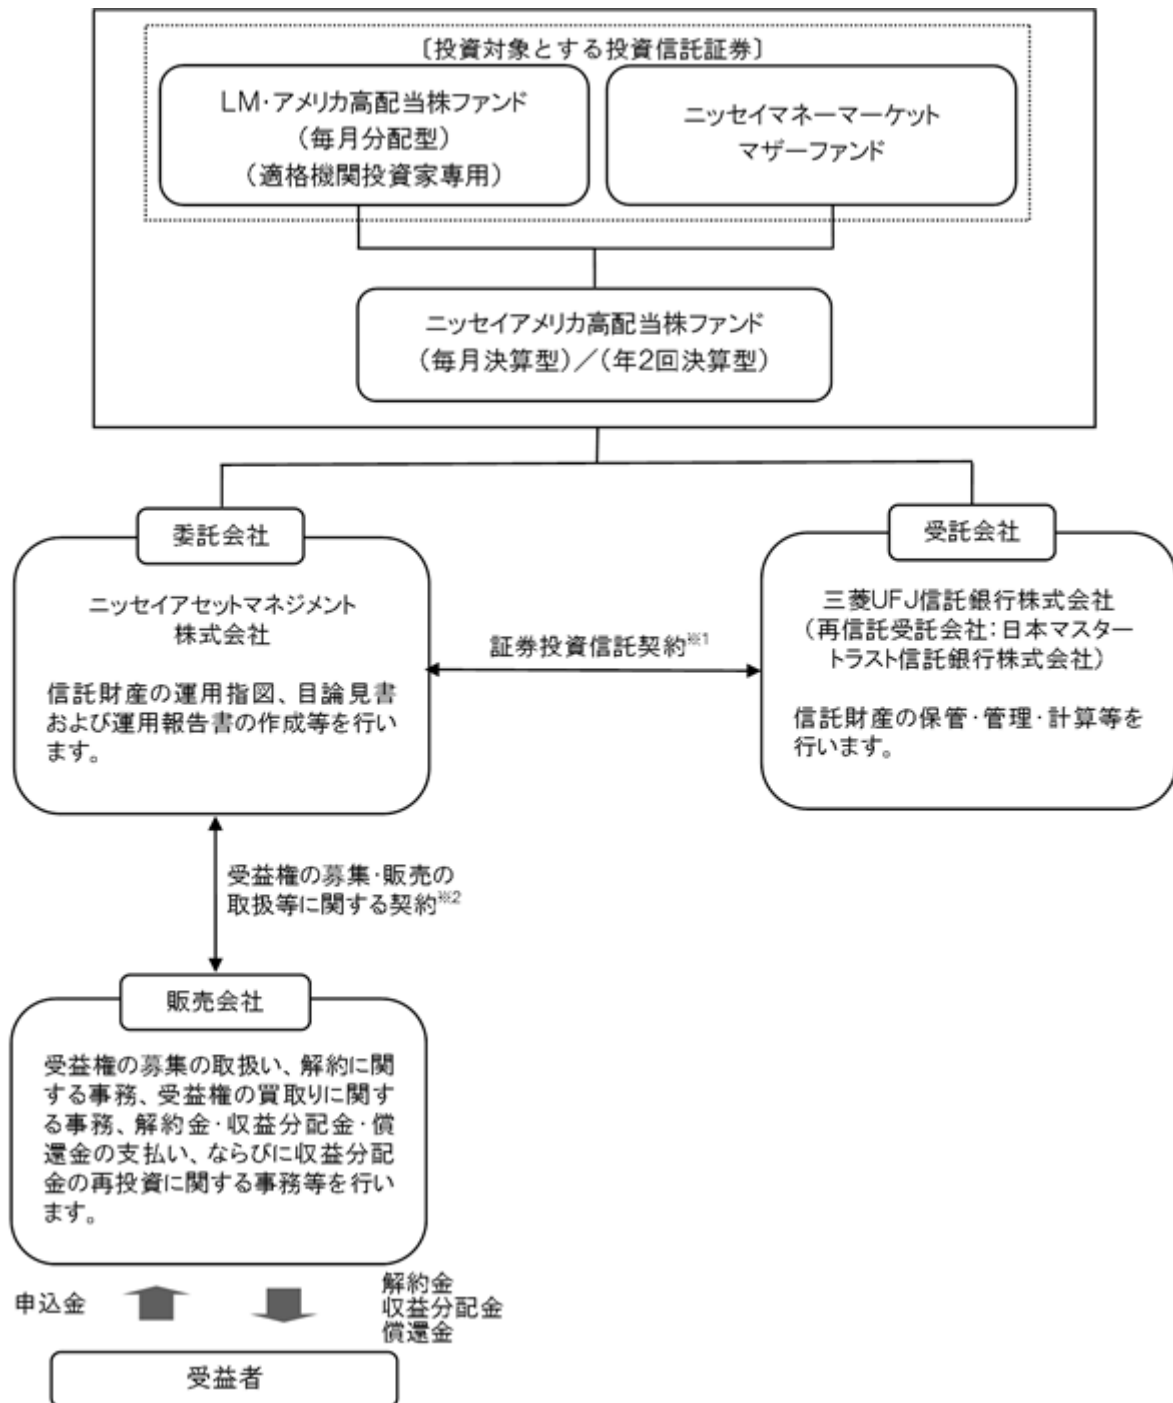 〔投資対象とする投資信託証券〕
LM・アメリカ高配当株ファンド
（毎月分配型）
（適格機関投資家専用）
ニッセイマネーマーケット
マザーファンド
ニッセイアメリカ高配当株ファンド
（毎月決算型）／（年2回決算型）
委託会社
ニッセイアセットマネジメント
株式会社
信託財産の運用指図、目論見書
および運用報告書の作成等を行い
ます。
証券投資信託契約※1
受託会社
三菱UFJ信託銀行株式会社
（再信託受託会社：日本マスター
トラスト信託銀行株式会社）
信託財産の保管・管理・計算等を
行います。
受益権の募集・販売の
取扱等に関する契約※2
販売会社
受益権の募集の取扱い、解約に関
する事務、受益権の買取りに関す
る事務、解約金・収益分配金・償
還金の支払い、ならびに収益分配
金の再投資に関する事務等を行い
ます。
申込金
解約金
収益分配金
償還金
受益者